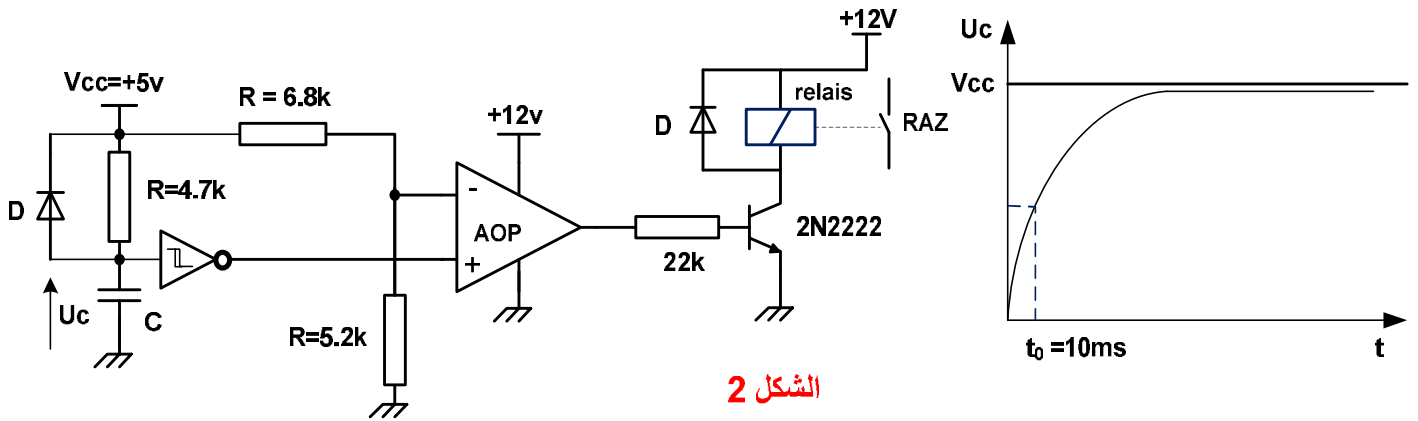 Vcc=+5v
R = 6.8k
D
R=4.7k
Uc
C
R=5.2k
+12v
-
AOP
+
22k
+12V
D
relais
RAZ
2N2222
Uc
Vcc
t₀ =10ms
t
الشكل 2